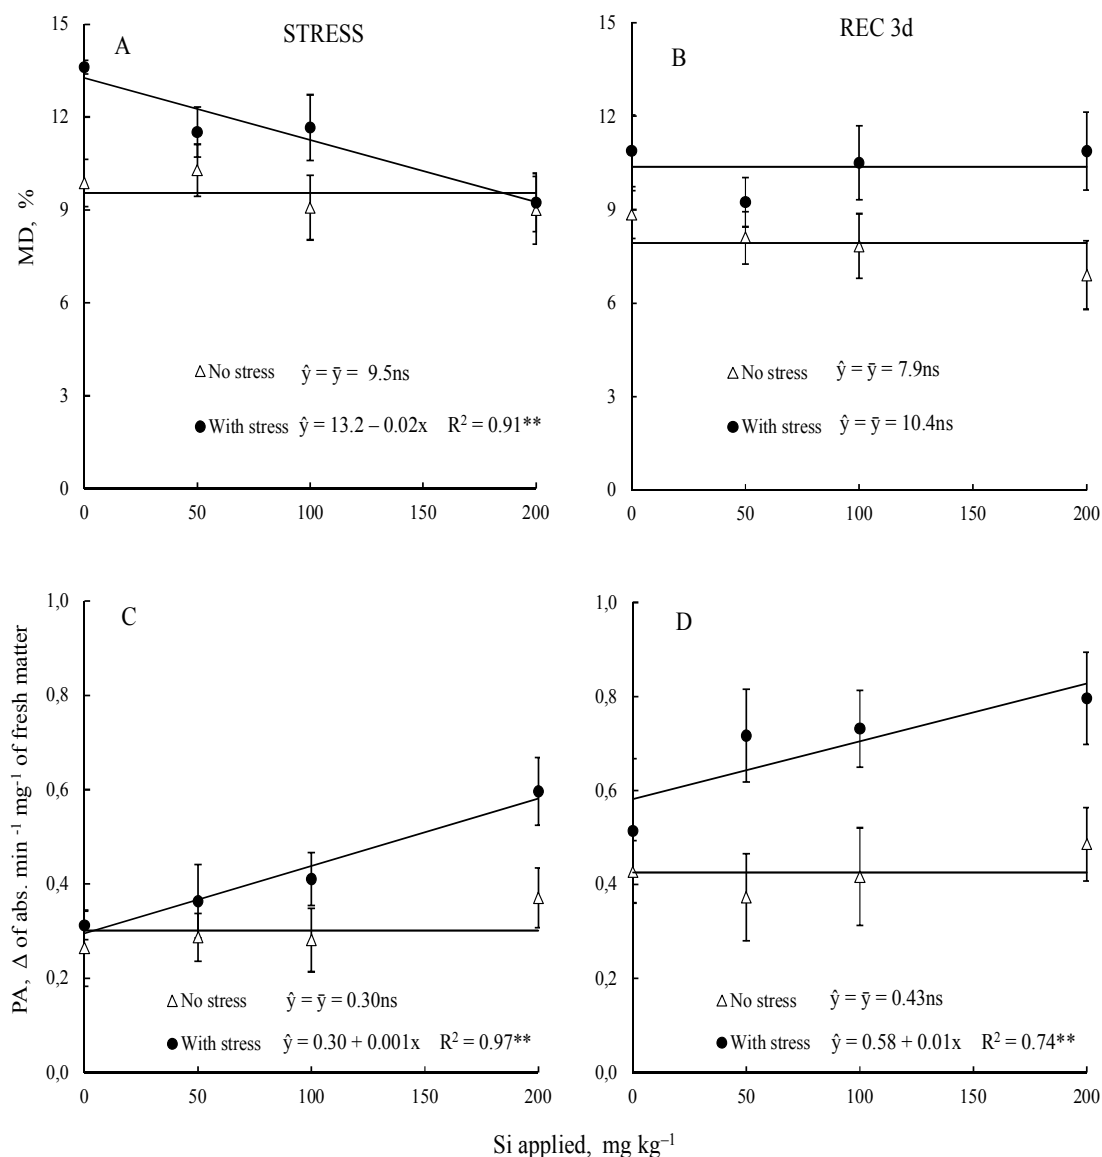 STRESS
REC 3d
A
B
15
12
9
6
3
0
MD, %
△ No stress ŷ = ȳ = 9.5ns
● With stress ŷ = 13.2 – 0.02x R² = 0.91**
0 50 100 150 200
15
12
9
6
3
0
△ No stress ŷ = ȳ = 7.9ns
● With stress ŷ = ȳ = 10.4ns
0 50 100 150 200
C
D
1,0
0,8
0,6
0,4
0,2
0,0
PA, Δ of abs. min ⁻¹ mg⁻¹ of fresh matter
△ No stress ŷ = ȳ = 0.30ns
● With stress ŷ = 0.30 + 0.001x R² = 0.97**
0 50 100 150 200
1,0
0,8
0,6
0,4
0,2
0,0
△ No stress ŷ = ȳ = 0.43ns
● With stress ŷ = 0.58 + 0.01x R² = 0.74**
0 50 100 150 200
Si applied, mg kg⁻¹